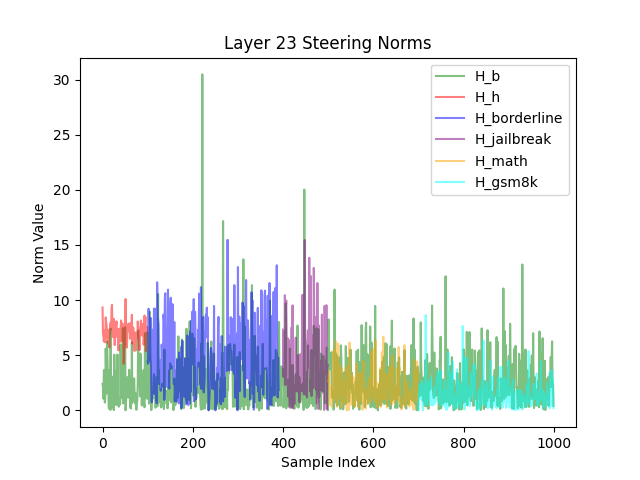 Layer 23 Steering Norms
H_b
H_h
H_borderline
H_jailbreak
H_math
H_gsm8k
Norm Value
30
25
20
15
10
5
0
0
200
400
600
800
1000
Sample Index